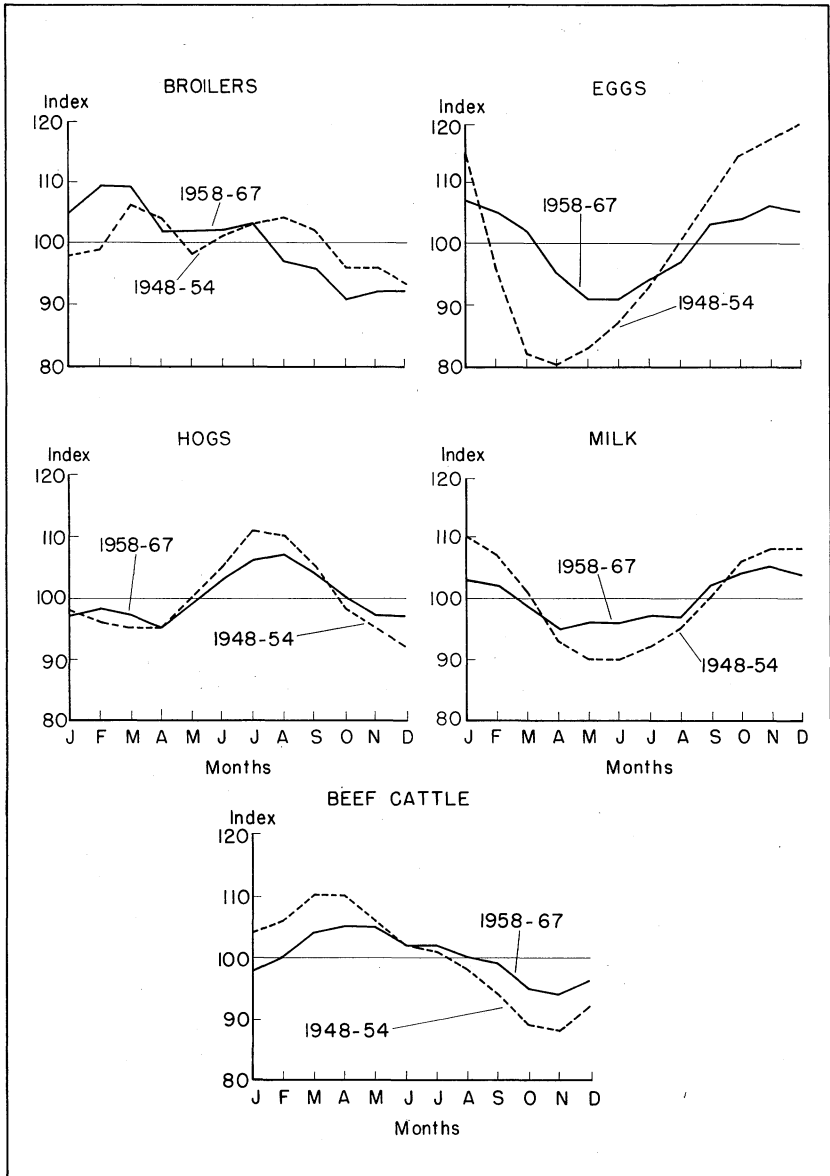 BROILERS
Index
120
110
100
90
80
1958-67
1948-54
EGGS
Index
120
110
100
90
80
1958-67
1948-54
HOGS
Index
120
110
100
90
80
1958-67
1948-54
J F M A M J J A S O N D
Months
MILK
Index
120
110
100
90
80
1958-67
1948-54
J F M A M J J A S O N D
Months
BEEF CATTLE
Index
120
110
100
90
80
1958-67
1948-54
J F M A M J J A S O N D
Months